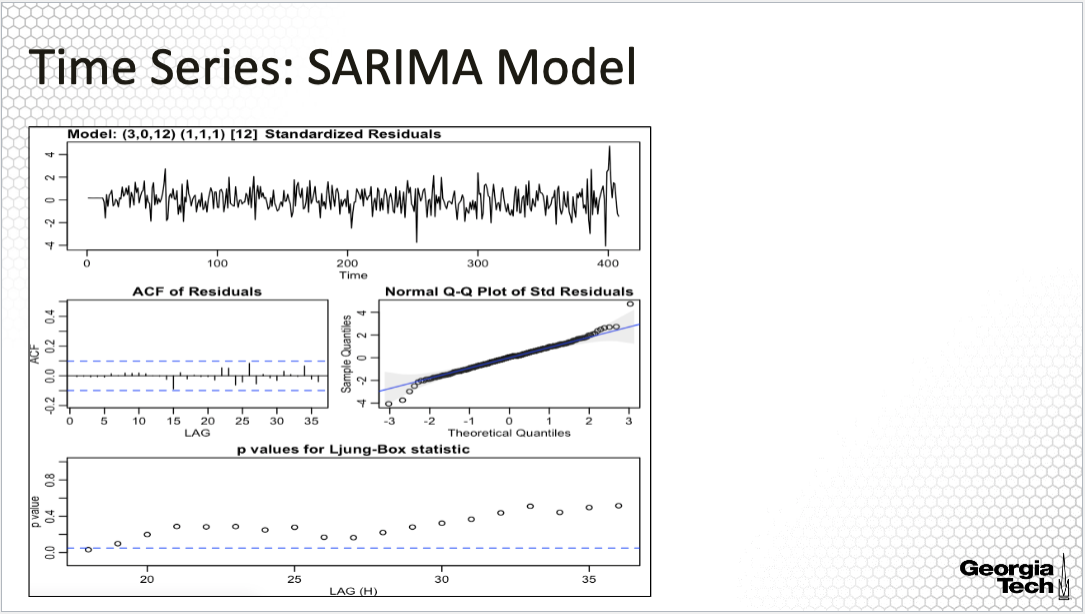 Time Series: SARIMA Model
Model: (3,0,12) (1,1,1) [12] Standardized Residuals
4
2
0
-2
-4
0 100 200 300 400
Time
ACF of Residuals
ACF
0.4
0.2
0.0
-0.2
0 5 10 15 20 25 30 35
LAG
Normal Q-Q Plot of Std Residuals
Sample Quantiles
4
2
0
-2
-4
-3 -2 -1 0 1 2 3
Theoretical Quantiles
p values for Ljung-Box statistic
p value
0.8
0.4
0.0
20 25 30 35
LAG (H)
Georgia
Tech